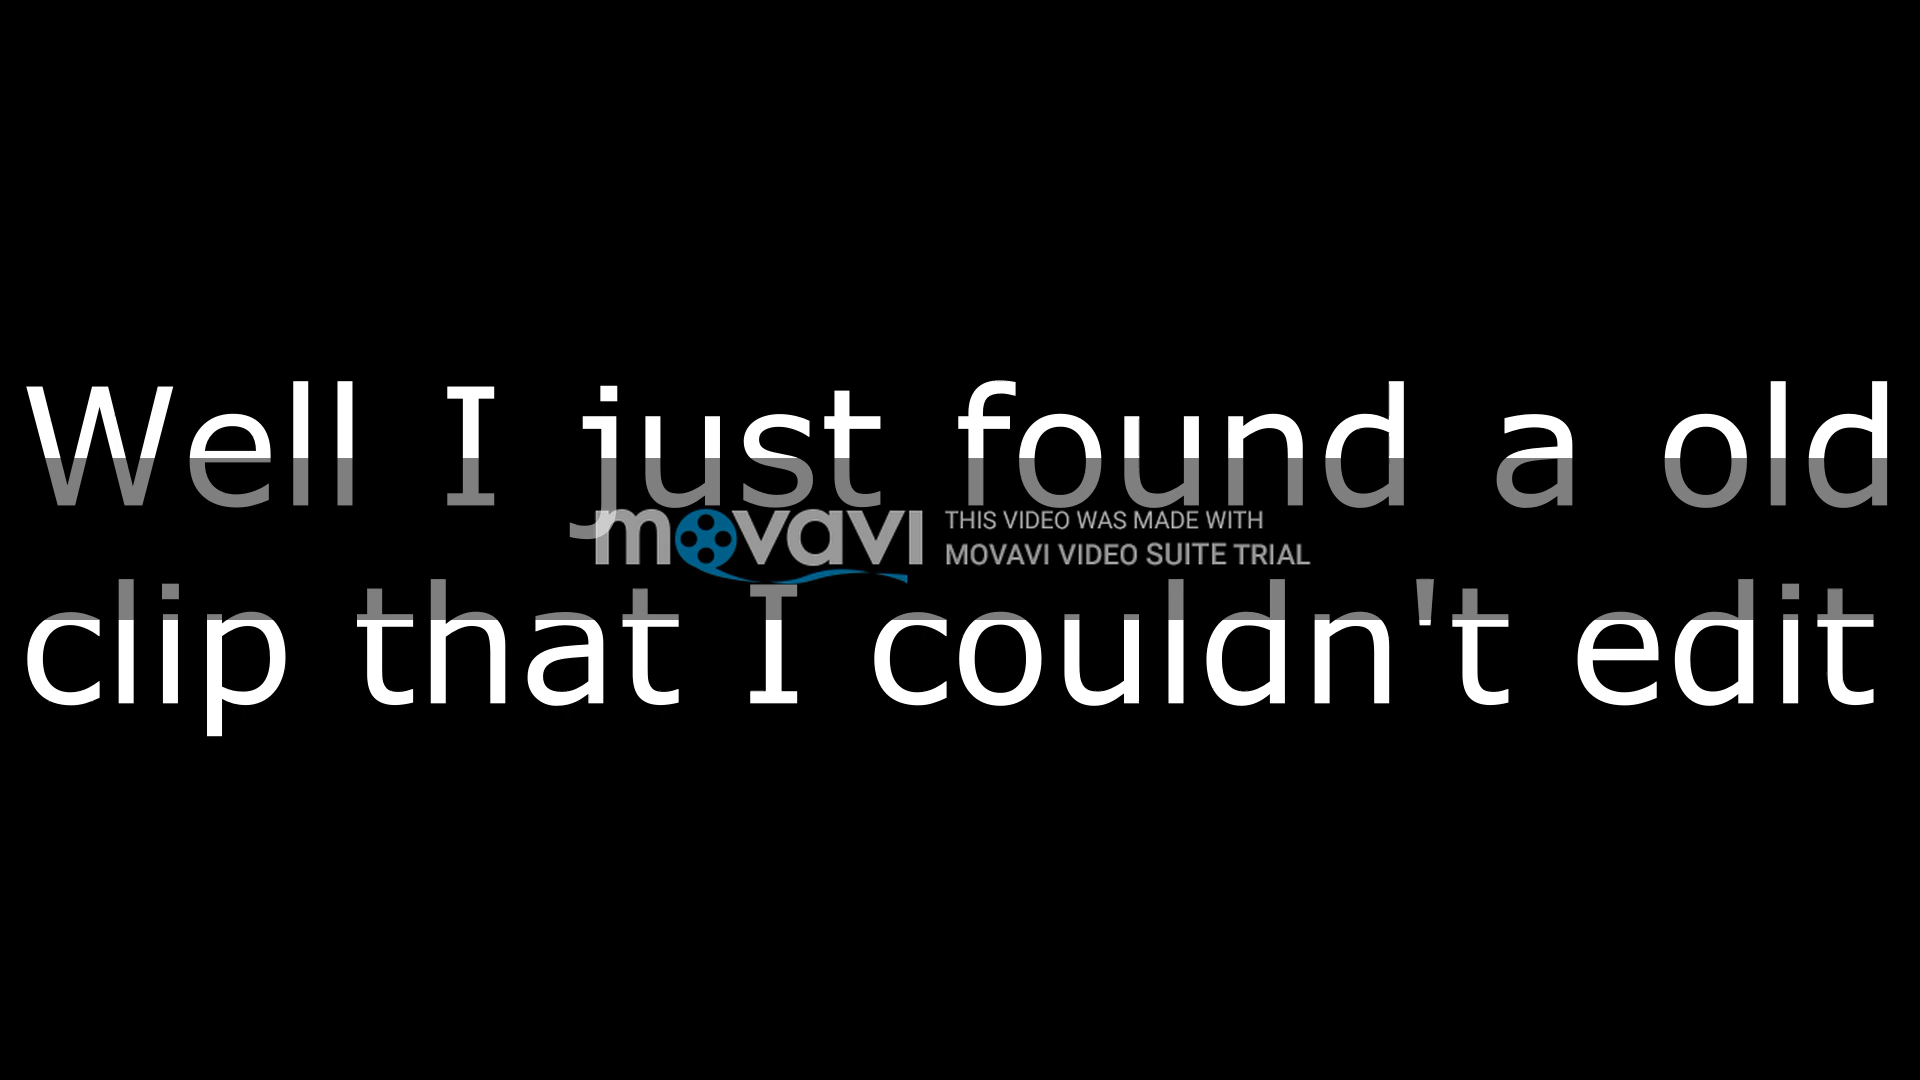 Well I just found a old
movavi THIS VIDEO WAS MADE WITH
MOVAVI VIDEO SUITE TRIAL
clip that I couldn't edit